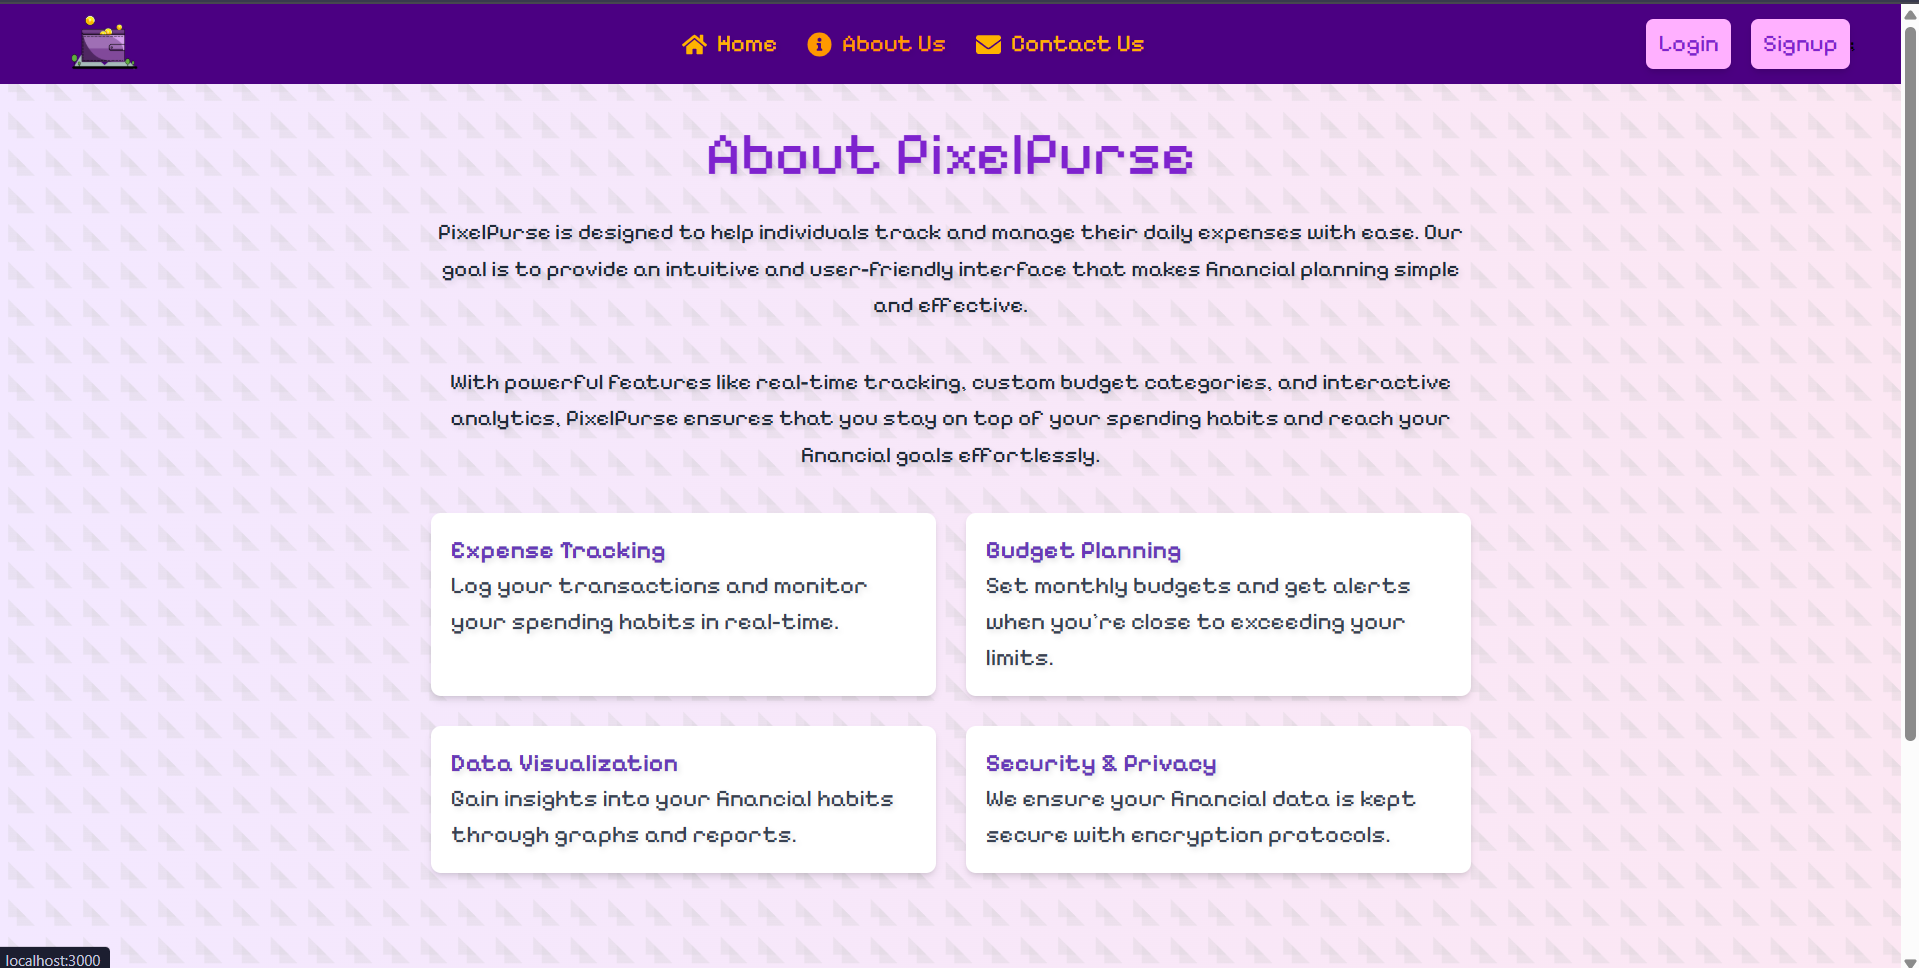 Home About Us Contact Us Login Signup
About PixelPurse
PixelPurse is designed to help individuals track and manage their daily expenses with ease. Our
goal is to provide an intuitive and user-friendly interface that makes financial planning simple
and effective.
With powerful features like real-time tracking, custom budget categories, and interactive
analytics, PixelPurse ensures that you stay on top of your spending habits and reach your
financial goals effortlessly.
Expense Tracking
Log your transactions and monitor
your spending habits in real-time.
Budget Planning
Set monthly budgets and get alerts
when you're close to exceeding your
limits.
Data Visualization
Gain insights into your financial habits
through graphs and reports.
Security & Privacy
We ensure your financial data is kept
secure with encryption protocols.
localhost:3000